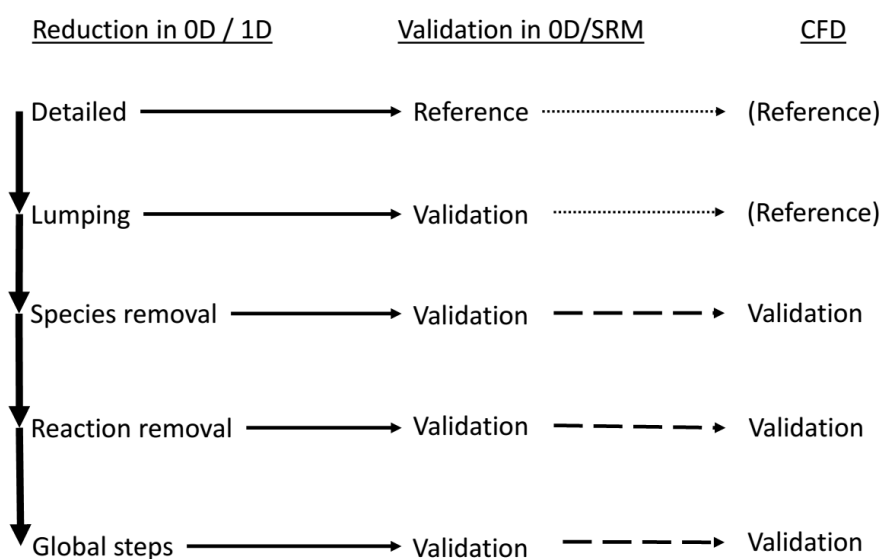 Reduction in 0D / 1D Validation in 0D/SRM CFD
Detailed Reference (Reference)
Lumping Validation (Reference)
Species removal Validation Validation
Reaction removal Validation Validation
Global steps Validation Validation